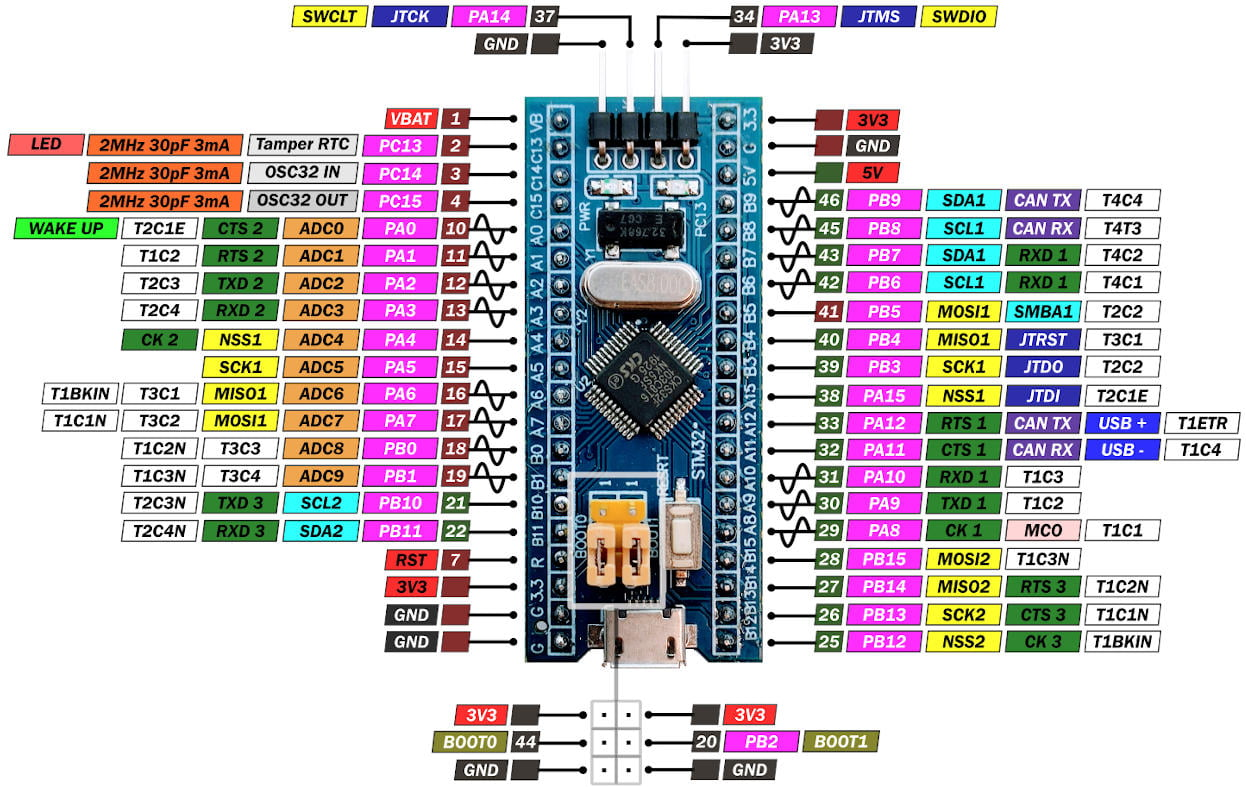 SWCLT JTCK PA14 37
34 PA13 JTMS SWDIO
GND
3V3
VBAT 1
LED 2MHz 30pF 3mA Tamper RTC PC13 2
2MHz 30pF 3mA OSC32 IN PC14 3
2MHz 30pF 3mA OSC32 OUT PC15 4
WAKE UP T2C1E CTS 2 ADC0 PA0 10
T1C2 RTS 2 ADC1 PA1 11
T2C3 TXD 2 ADC2 PA2 12
T2C4 RXD 2 ADC3 PA3 13
CK 2 NSS1 ADC4 PA4 14
SCK1 ADC5 PA5 15
T1BKIN T3C1 MISO1 ADC6 PA6 16
T1C1N T3C2 MOSI1 ADC7 PA7 17
T1C2N T3C3 ADC8 PB0 18
T1C3N T3C4 ADC9 PB1 19
T2C3N TXD 3 SCL2 PB10 21
T2C4N RXD 3 SDA2 PB11 22
RST 7
3V3
GND
GND
VB
C13
C14
C15
A0
A1
A2
A3
A4
A5
A6
A7
B0
B1
B10
B11
R
3.3
G
G
PWR
PC13
32.768K
Y1
Y2
U2
STM32
RESRT
1 1
BOOT0
BOOT1
3.3
G
5V
B9
B8
B7
B6
B5
B4
B3
A15
A12
A11
A10
A9
A8
B15
B14
B13
B12
3V3
GND
5V
46 PB9 SDA1 CAN TX T4C4
45 PB8 SCL1 CAN RX T4T3
43 PB7 SDA1 RXD 1 T4C2
42 PB6 SCL1 RXD 1 T4C1
41 PB5 MOSI1 SMBA1 T2C2
40 PB4 MISO1 JTRST T3C1
39 PB3 SCK1 JTDO T2C2
38 PA15 NSS1 JTDI T2C1E
33 PA12 RTS 1 CAN TX USB + T1ETR
32 PA11 CTS 1 CAN RX USB - T1C4
31 PA10 RXD 1 T1C3
30 PA9 TXD 1 T1C2
29 PA8 CK 1 MCO T1C1
28 PB15 MOSI2 T1C3N
27 PB14 MISO2 RTS 3 T1C2N
26 PB13 SCK2 CTS 3 T1C1N
25 PB12 NSS2 CK 3 T1BKIN
3V3
3V3
BOOT0 44
20 PB2 BOOT1
GND
GND